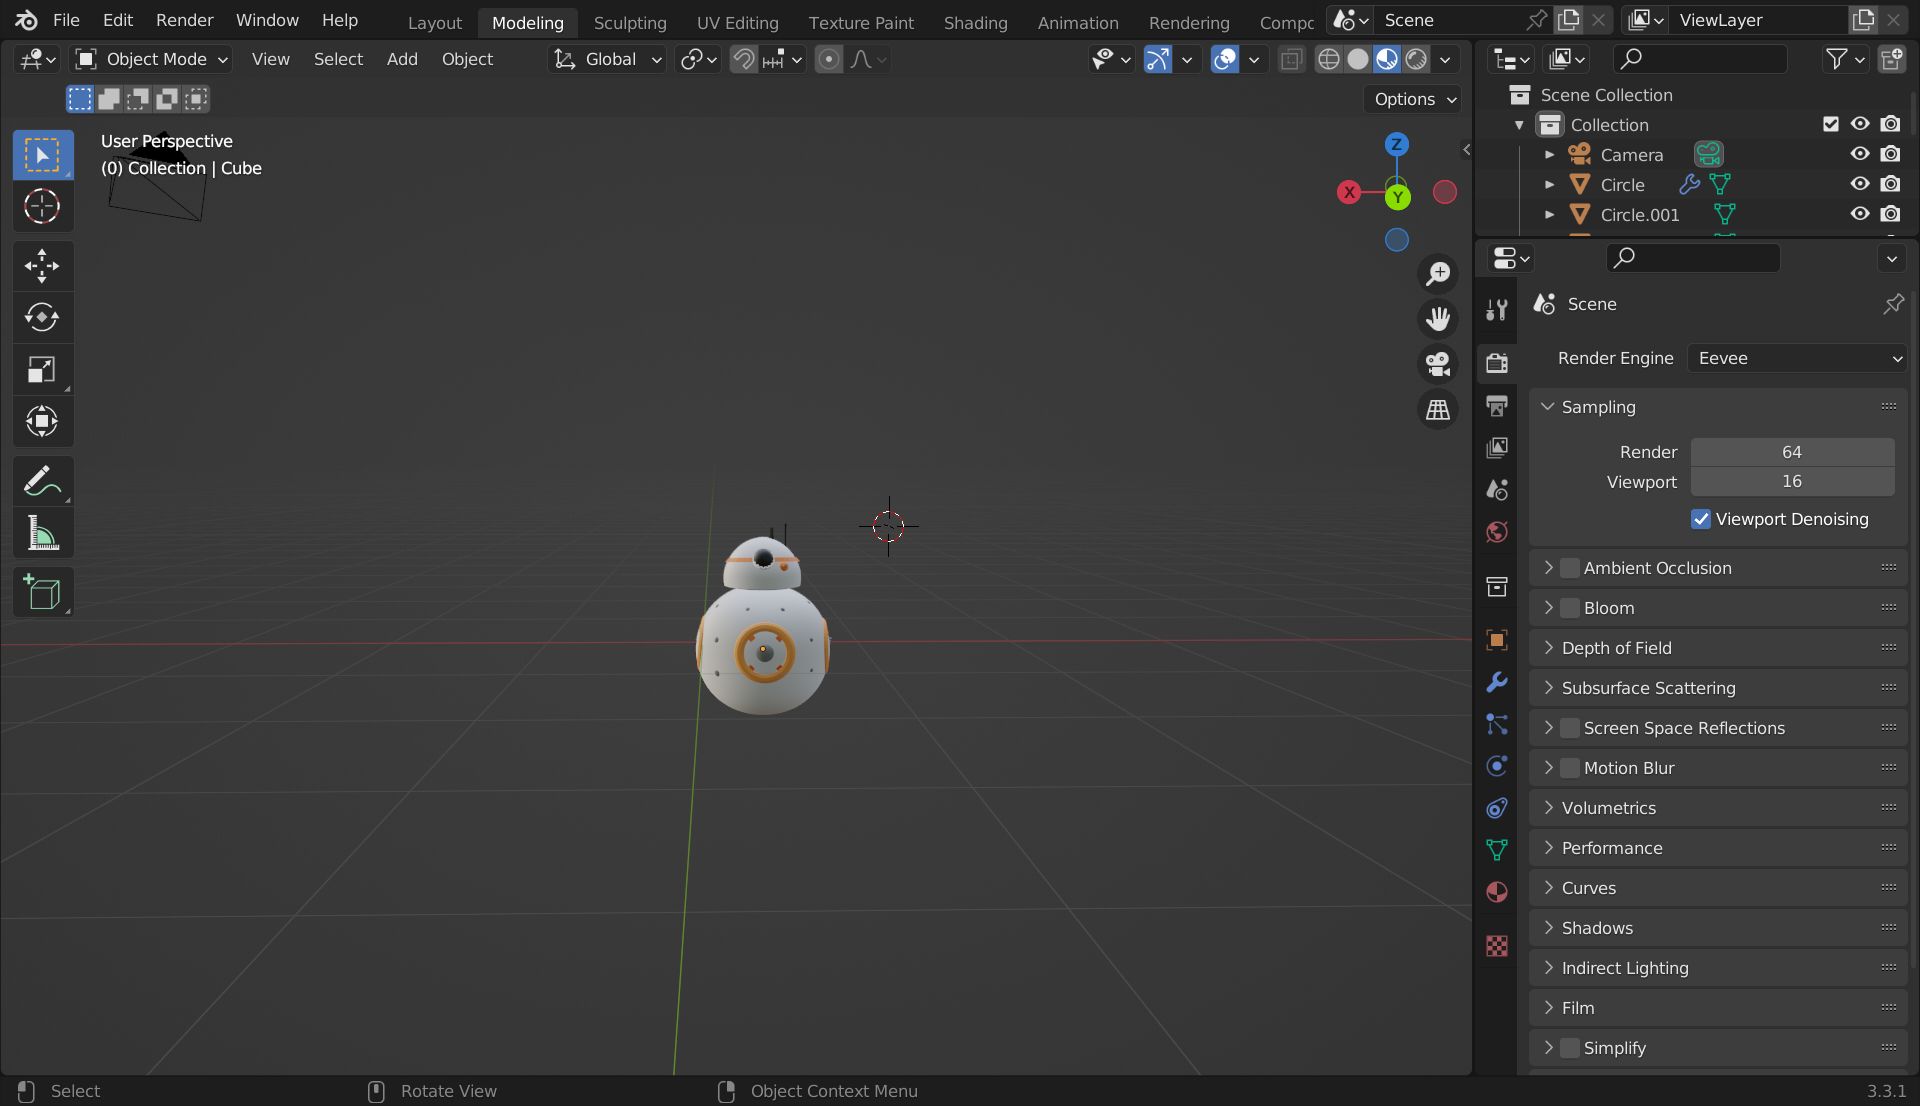 File Edit Render Window Help Layout Modeling Sculpting UV Editing Texture Paint Shading Animation Rendering Compc Scene ViewLayer
Object Mode View Select Add Object Global
Options
User Perspective
(0) Collection | Cube
Z
X
Y
Scene Collection
Collection
Camera
Circle
Circle.001
Scene
Render Engine Eevee
Sampling
Render 64
Viewport 16
Viewport Denoising
Ambient Occlusion
Bloom
Depth of Field
Subsurface Scattering
Screen Space Reflections
Motion Blur
Volumetrics
Performance
Curves
Shadows
Indirect Lighting
Film
Simplify
Select Rotate View Object Context Menu 3.3.1